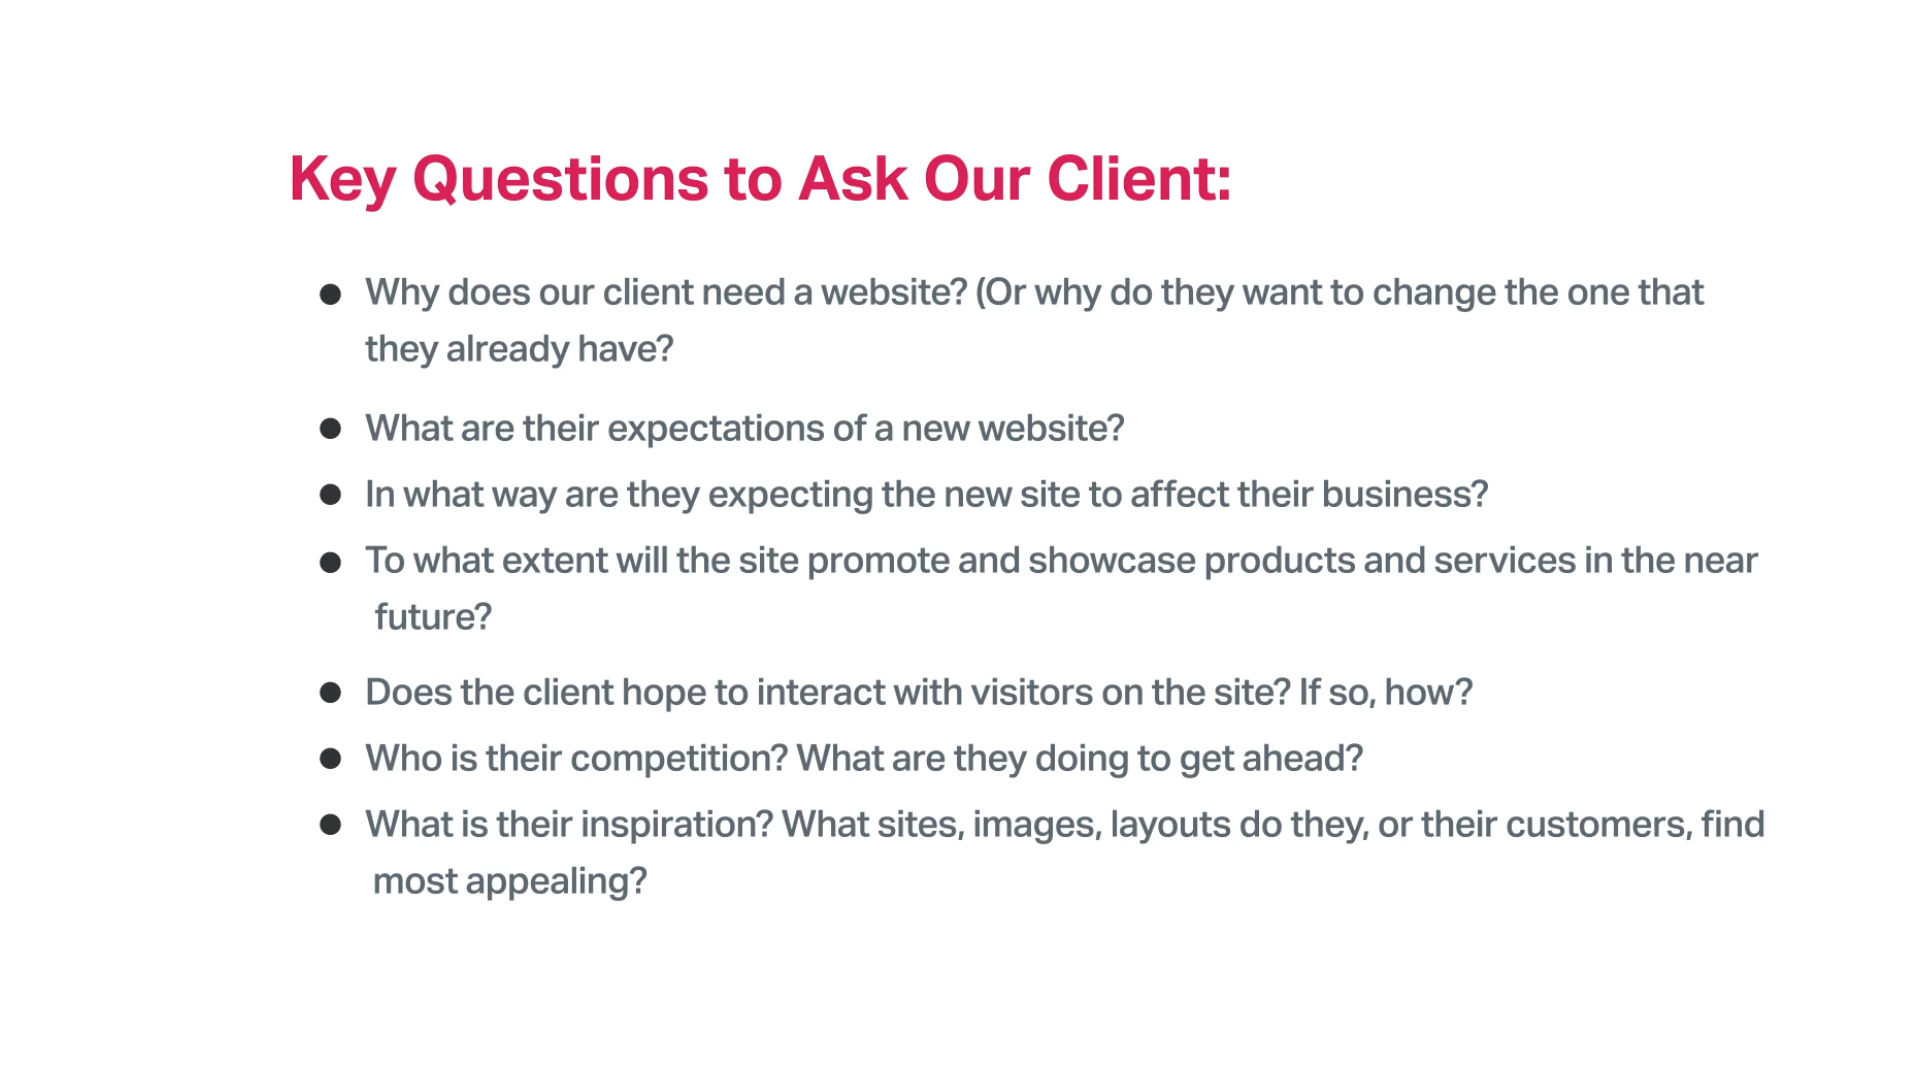 Key Questions to Ask Our Client:
● Why does our client need a website? (Or why do they want to change the one that
they already have?
● What are their expectations of a new website?
● In what way are they expecting the new site to affect their business?
● To what extent will the site promote and showcase products and services in the near
future?
● Does the client hope to interact with visitors on the site? If so, how?
● Who is their competition? What are they doing to get ahead?
● What is their inspiration? What sites, images, layouts do they, or their customers, find
most appealing?